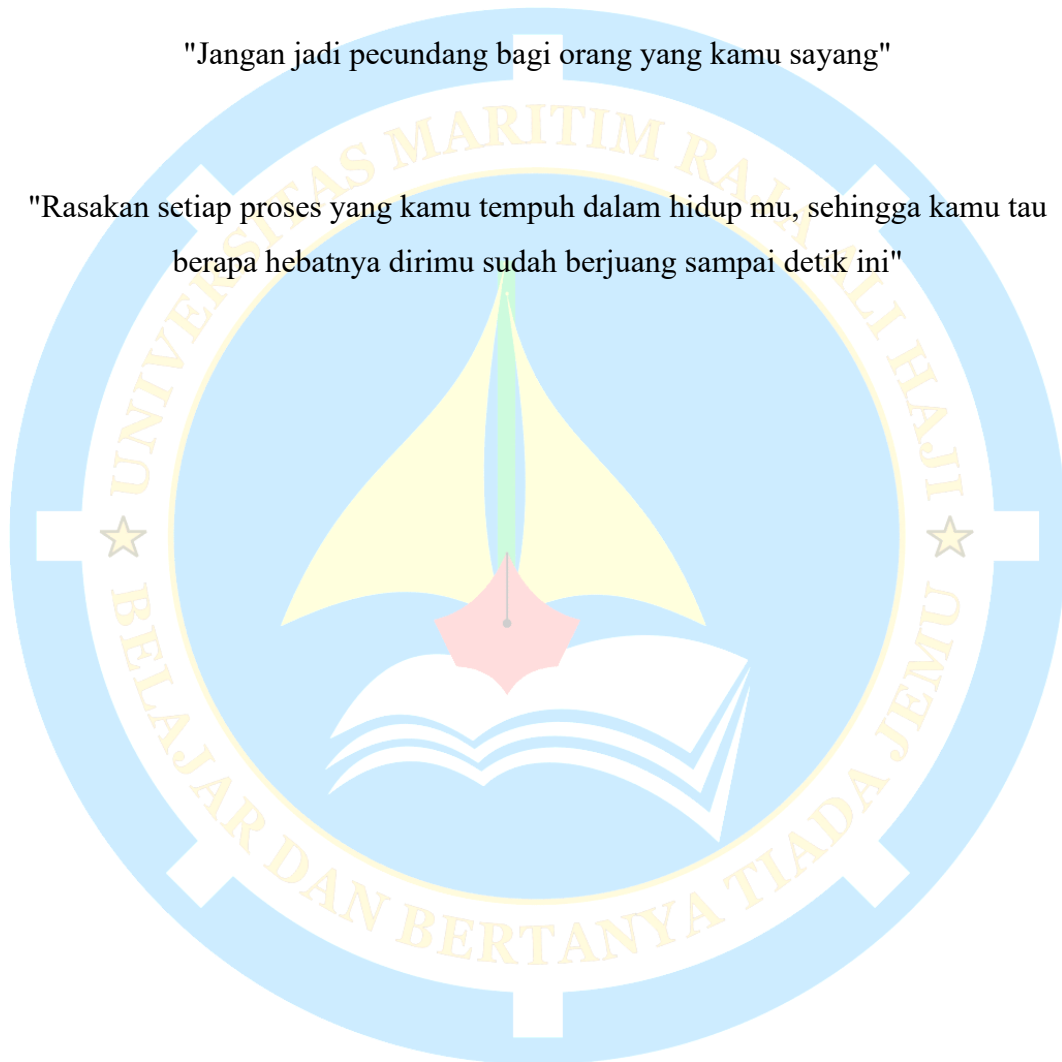 "Jangan jadi pecundang bagi orang yang kamu sayang"
"Rasakan setiap proses yang kamu tempuh dalam hidup mu, sehingga kamu tau
berapa hebatnya dirimu sudah berjuang sampai detik ini"
UNIVERSITAS MARITIM RAJA ALI HAJI
BELAJAR DAN BERTANYA TIADA JEMU